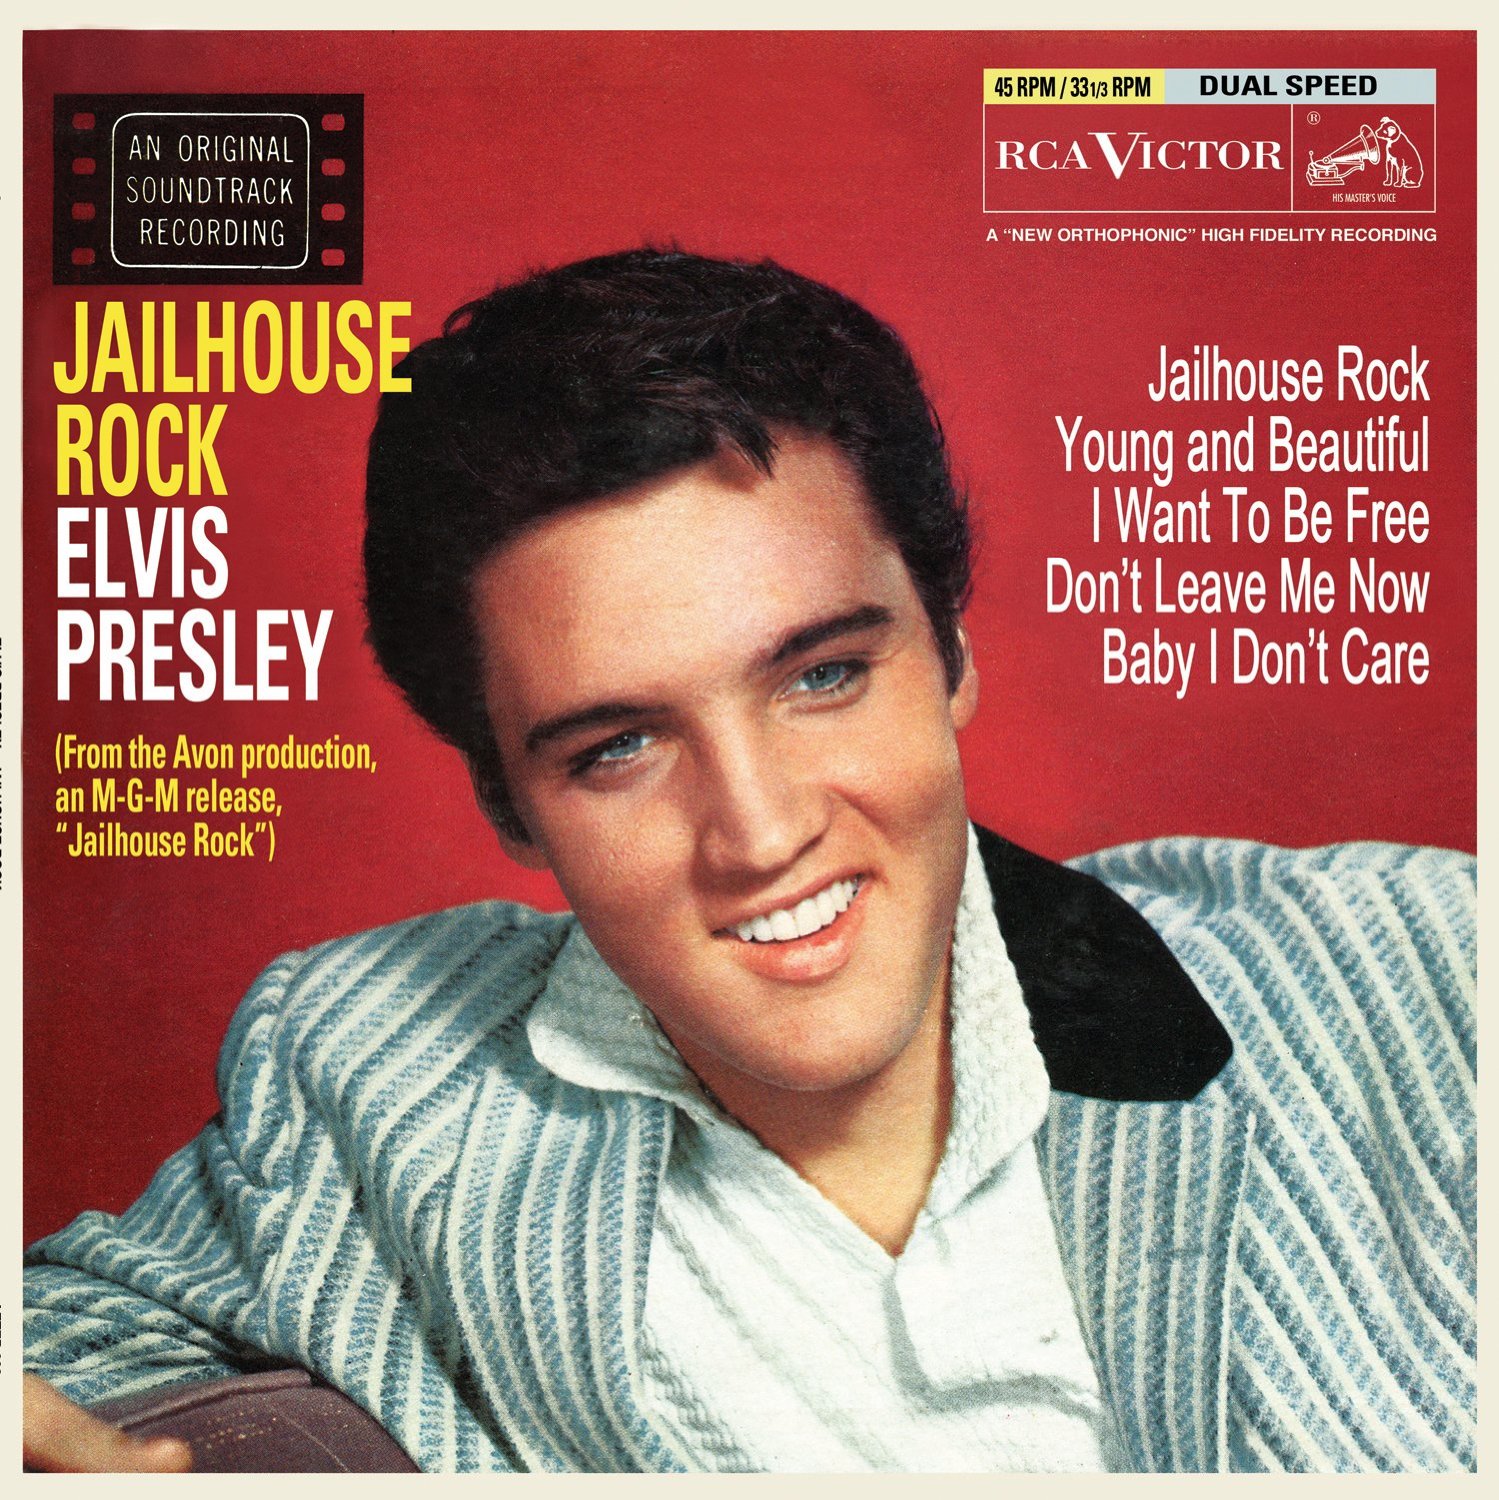 AN ORIGINAL
SOUNDTRACK
RECORDING
JAILHOUSE
ROCK
ELVIS
PRESLEY
(From the Avon production,
an M-G-M release,
“Jailhouse Rock”)
45 RPM / 33 1/3 RPM
DUAL SPEED
RCA VICTOR
®
HIS MASTER'S VOICE
A “NEW ORTHOPHONIC” HIGH FIDELITY RECORDING
Jailhouse Rock
Young and Beautiful
I Want To Be Free
Don’t Leave Me Now
Baby I Don’t Care